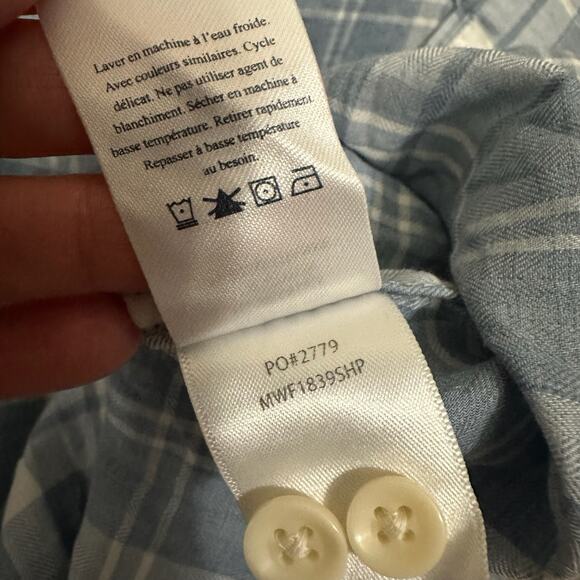 Laver en machine à l'eau froide.
Avec couleurs similaires. Cycle
délicat. Ne pas utiliser agent de
blanchiment. Sécher en machine à
basse température. Retirer rapidement
Repasser à basse température
au besoin.
PO#2779
MWF1839SHP